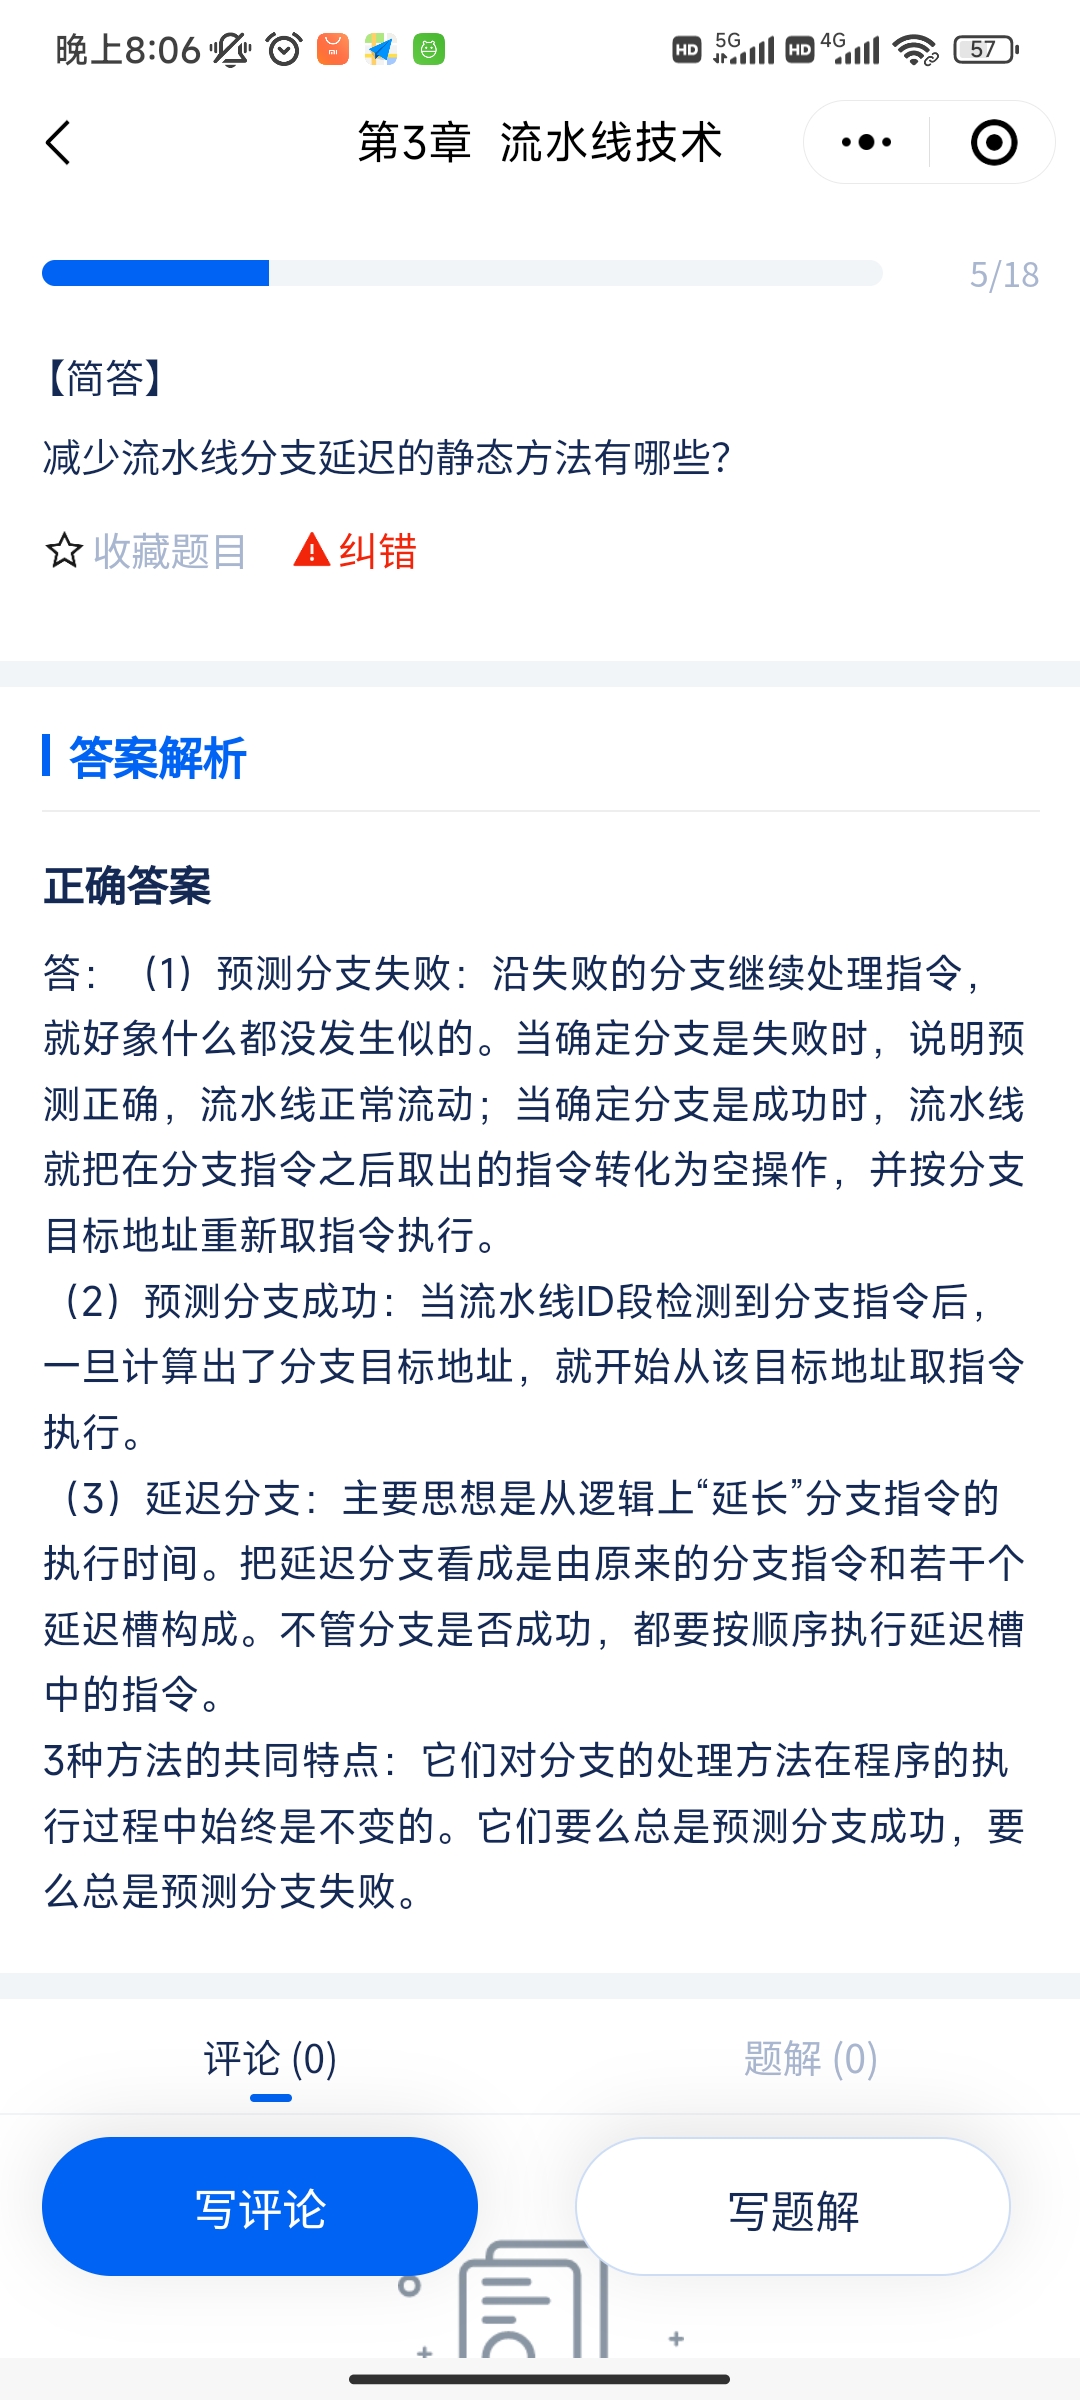 晚上8:06
HD 5G HD 4G 57
第3章 流水线技术
5/18
【简答】
减少流水线分支延迟的静态方法有哪些?
收藏题目 纠错
答案解析
正确答案
答：（1）预测分支失败：沿失败的分支继续处理指令，
就好象什么都没发生似的。当确定分支是失败时，说明预
测正确，流水线正常流动；当确定分支是成功时，流水线
就把在分支指令之后取出的指令转化为空操作，并按分支
目标地址重新取指令执行。
（2）预测分支成功：当流水线ID段检测到分支指令后，
一旦计算出了分支目标地址，就开始从该目标地址取指令
执行。
（3）延迟分支：主要思想是从逻辑上“延长”分支指令的
执行时间。把延迟分支看成是由原来的分支指令和若干个
延迟槽构成。不管分支是否成功，都要按顺序执行延迟槽
中的指令。
3种方法的共同特点：它们对分支的处理方法在程序的执
行过程中始终是不变的。它们要么总是预测分支成功，要
么总是预测分支失败。
评论 (0) 题解 (0)
写评论 写题解